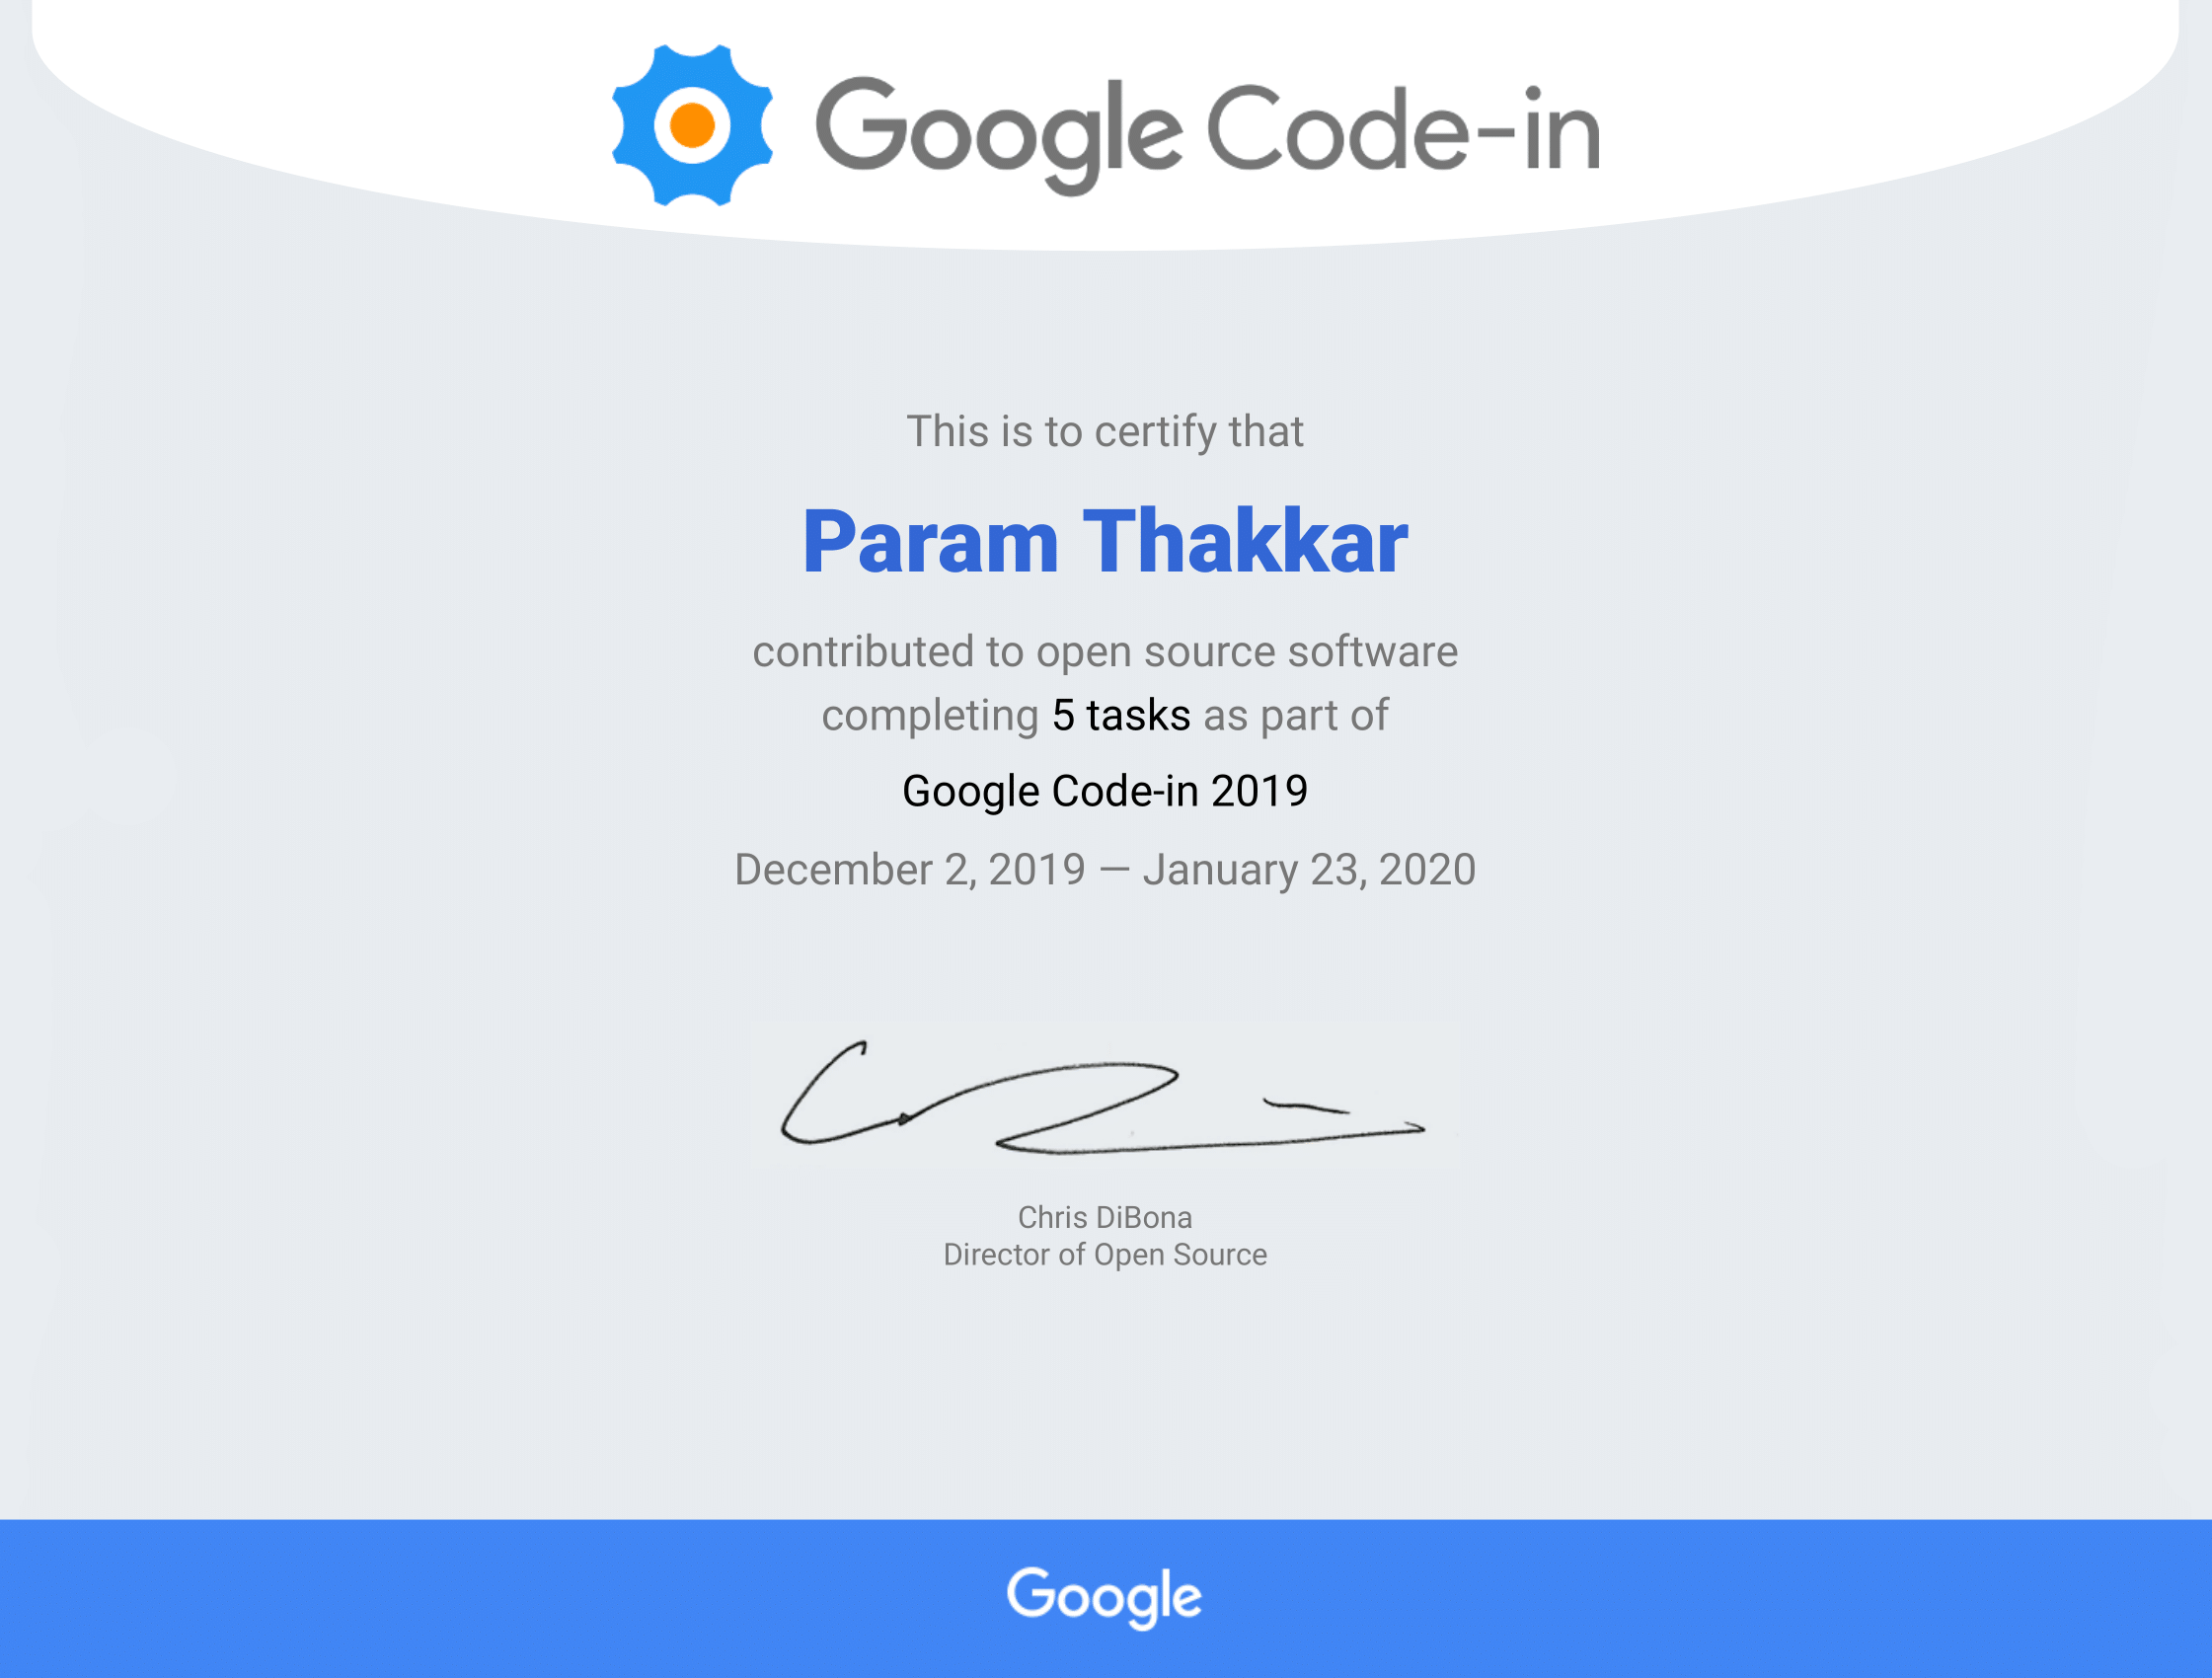 Google Code-in
This is to certify that
Param Thakkar
contributed to open source software
completing 5 tasks as part of
Google Code-in 2019
December 2, 2019 — January 23, 2020
Chris DiBona
Director of Open Source
Google